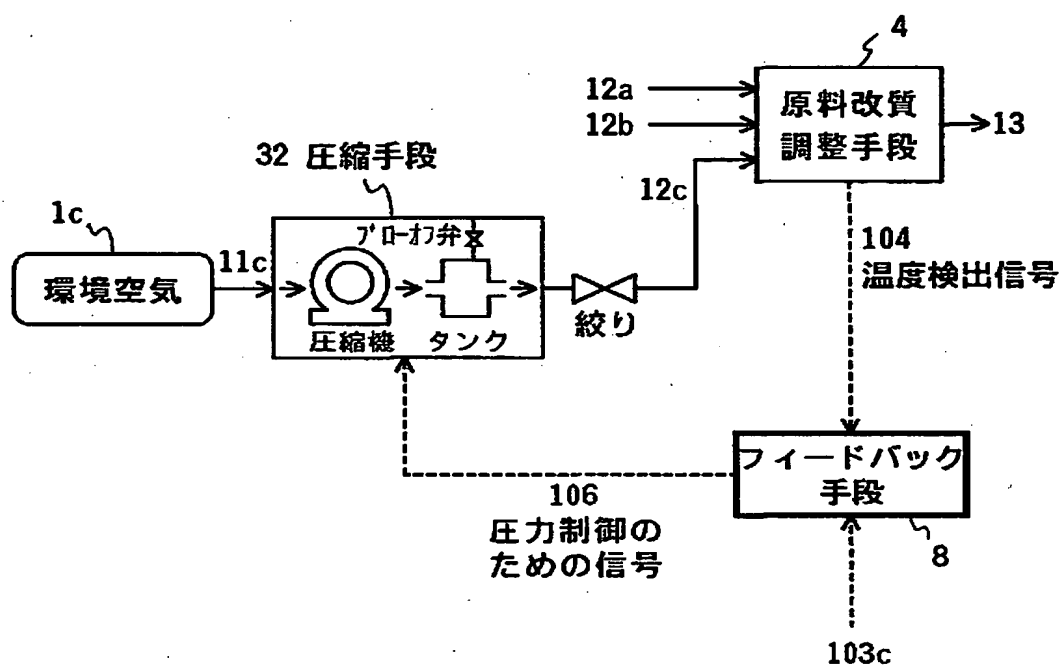 4
12a
12b
原料改質
調整手段
13
32 圧縮手段
12c
1c
ブローオフ弁
11c
環境空気
104
温度検出信号
絞り
圧縮機
タンク
フィードバック
手段
106
圧力制御の
ための信号
8
103c